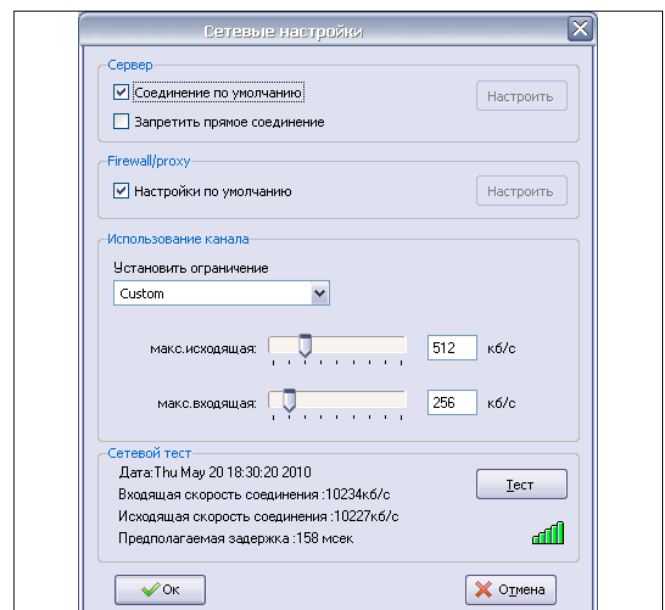 Сетевые настройки
Сервер
Соединение по умолчанию
Настроить
Запретить прямое соединение
Firewall/proxy
Настройки по умолчанию
Настроить
Использование канала
Установить ограничение
Custom
макс.исходящая: 512 кб/с
макс.входящая: 256 кб/с
Сетевой тест
Дата:Thu May 20 18:30:20 2010
Входящая скорость соединения :10234кб/с
Исходящая скорость соединения :10227кб/с
Предполагаемая задержка :158 мсек
Тест
Ок
Отмена